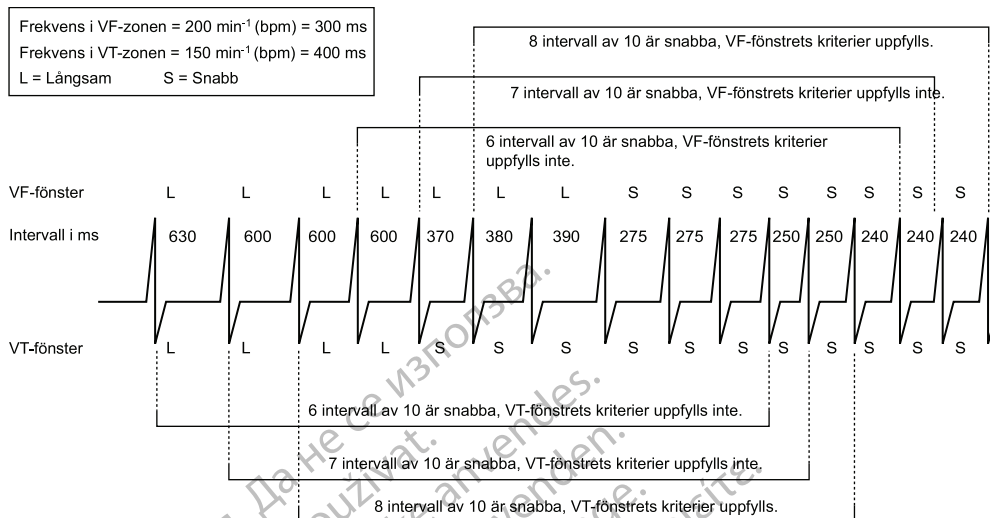 Frekvens i VF-zonen = 200 min⁻¹ (bpm) = 300 ms
Frekvens i VT-zonen = 150 min⁻¹ (bpm) = 400 ms
L = Långsam S = Snabb
8 intervall av 10 är snabba, VF-fönstrets kriterier uppfylls.
7 intervall av 10 är snabba, VF-fönstrets kriterier uppfylls inte.
6 intervall av 10 är snabba, VF-fönstrets kriterier
uppfylls inte.
VF-fönster L L L L L L L S S S S S S S S
Intervall i ms 630 600 600 600 370 380 390 275 275 275 250 250 240 240 240
VT-fönster L L L L S S S S S S S S S S S
6 intervall av 10 är snabba, VT-fönstrets kriterier uppfylls inte.
7 intervall av 10 är snabba, VT-fönstrets kriterier uppfylls inte.
8 intervall av 10 är snabba, VT-fönstrets kriterier uppfylls.
Да не се използва.
anvendes.